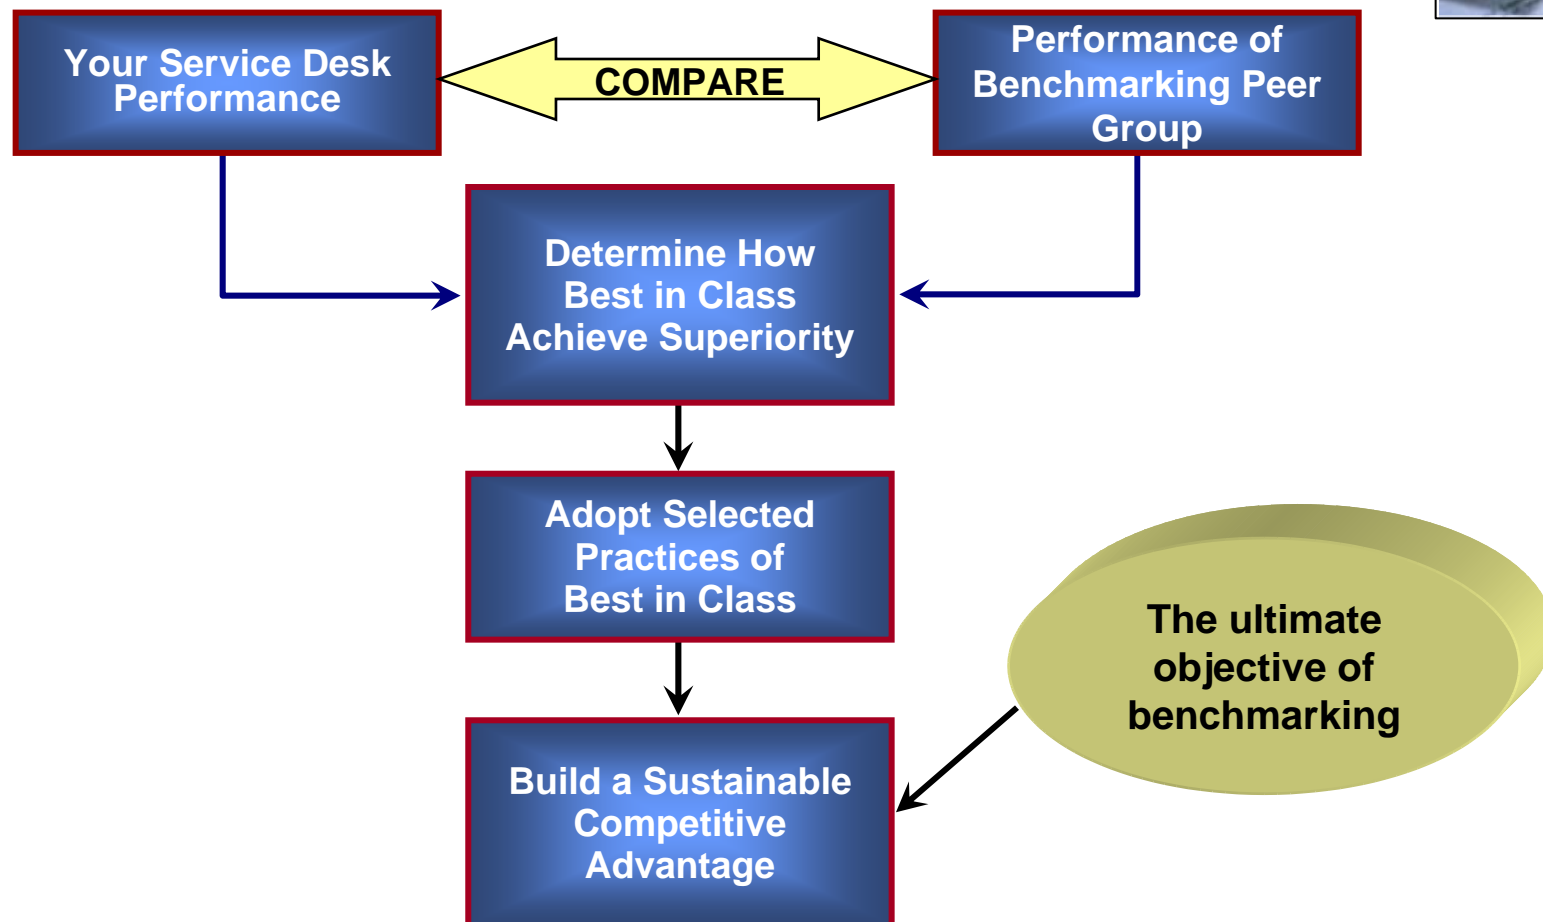 Your Service Desk
Performance
COMPARE
Performance of
Benchmarking Peer
Group
Determine How
Best in Class
Achieve Superiority
Adopt Selected
Practices of
Best in Class
The ultimate
objective of
benchmarking
Build a Sustainable
Competitive
Advantage